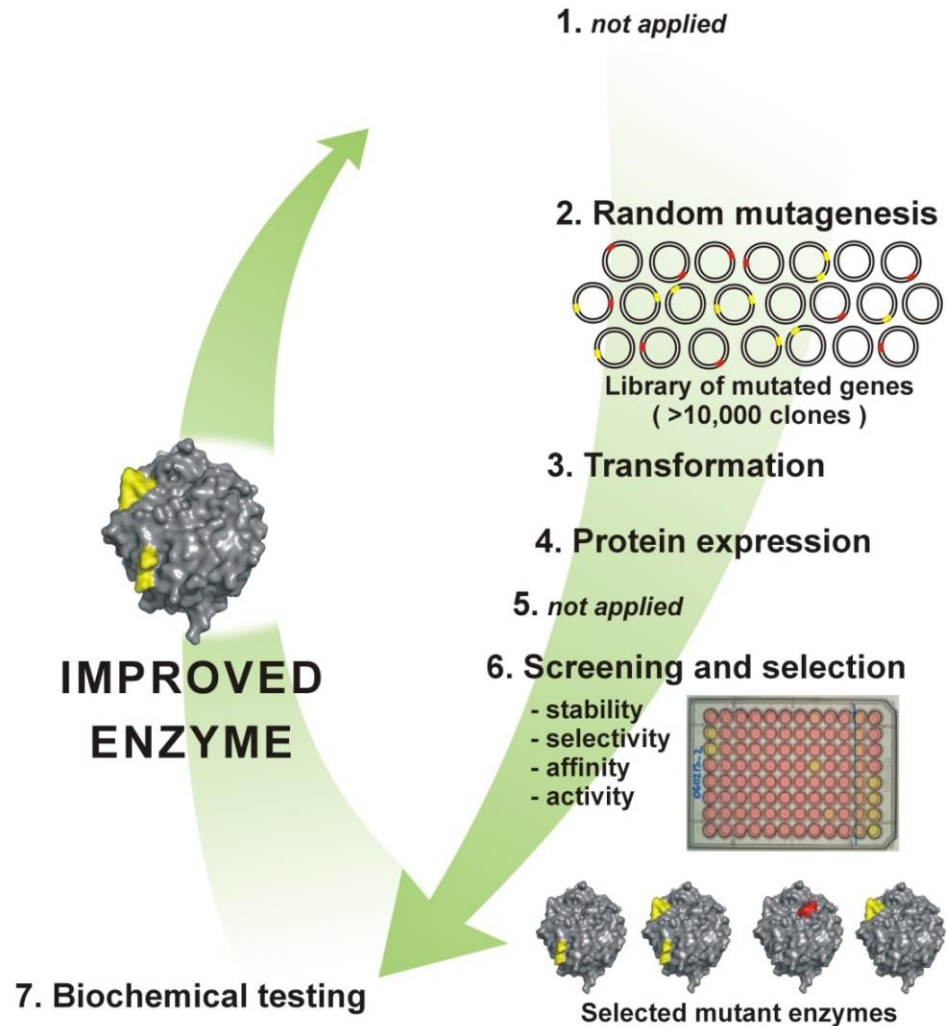 1. not applied
2. Random mutagenesis
Library of mutated genes
( >10,000 clones )
3. Transformation
4. Protein expression
5. not applied
6. Screening and selection
- stability
- selectivity
- affinity
- activity
IMPROVED
ENZYME
7. Biochemical testing
Selected mutant enzymes